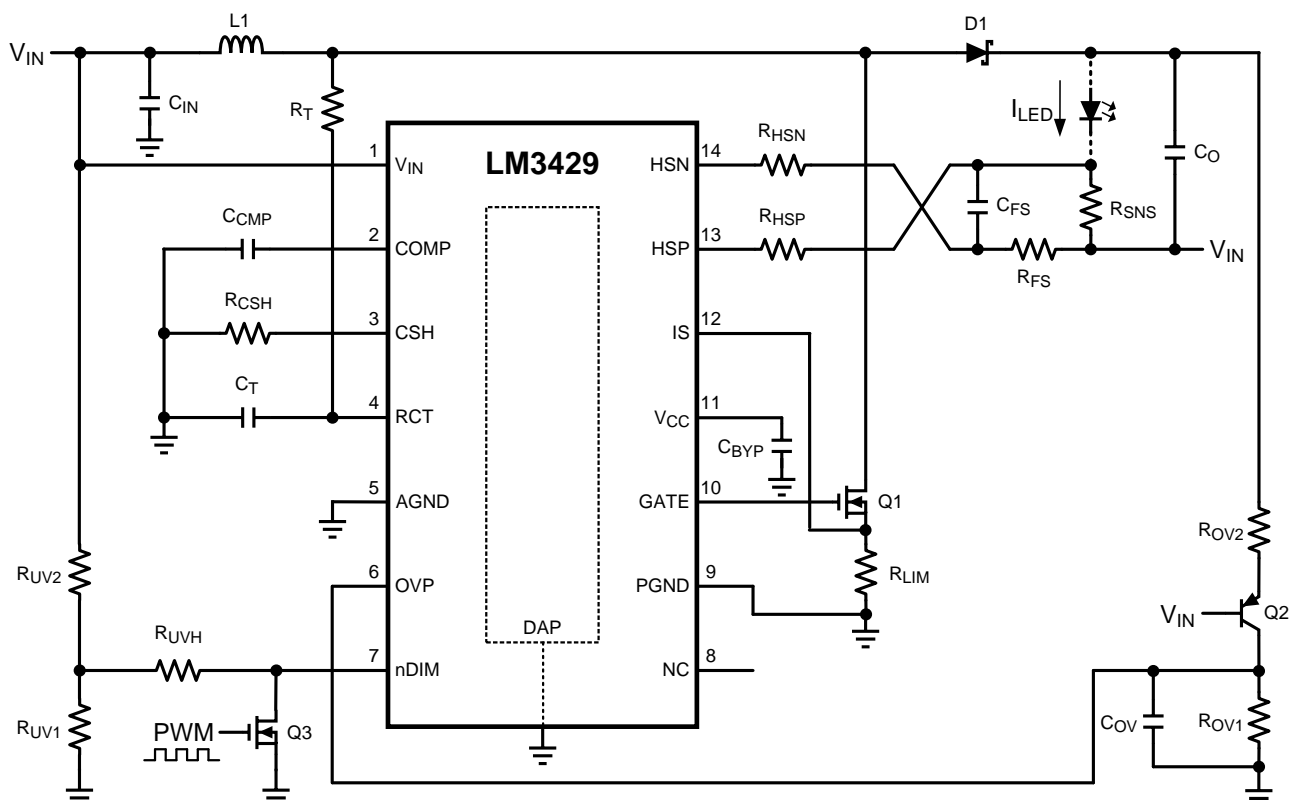 L1
D1
VIN
CIN
RT
ILED
CO
RHSN
RHSP
CFS
RSNS
RFS
VIN
LM3429
1
VIN
HSN
14
CCMP
2
COMP
HSP
13
RCSH
3
CSH
IS
12
CT
4
RCT
VCC
11
CBYP
5
AGND
GATE
10
Q1
ROV2
RUV2
6
OVP
PGND
9
RLIM
VIN
Q2
DAP
RUVH
7
nDIM
NC
8
RUV1
PWM
Q3
COV
ROV1